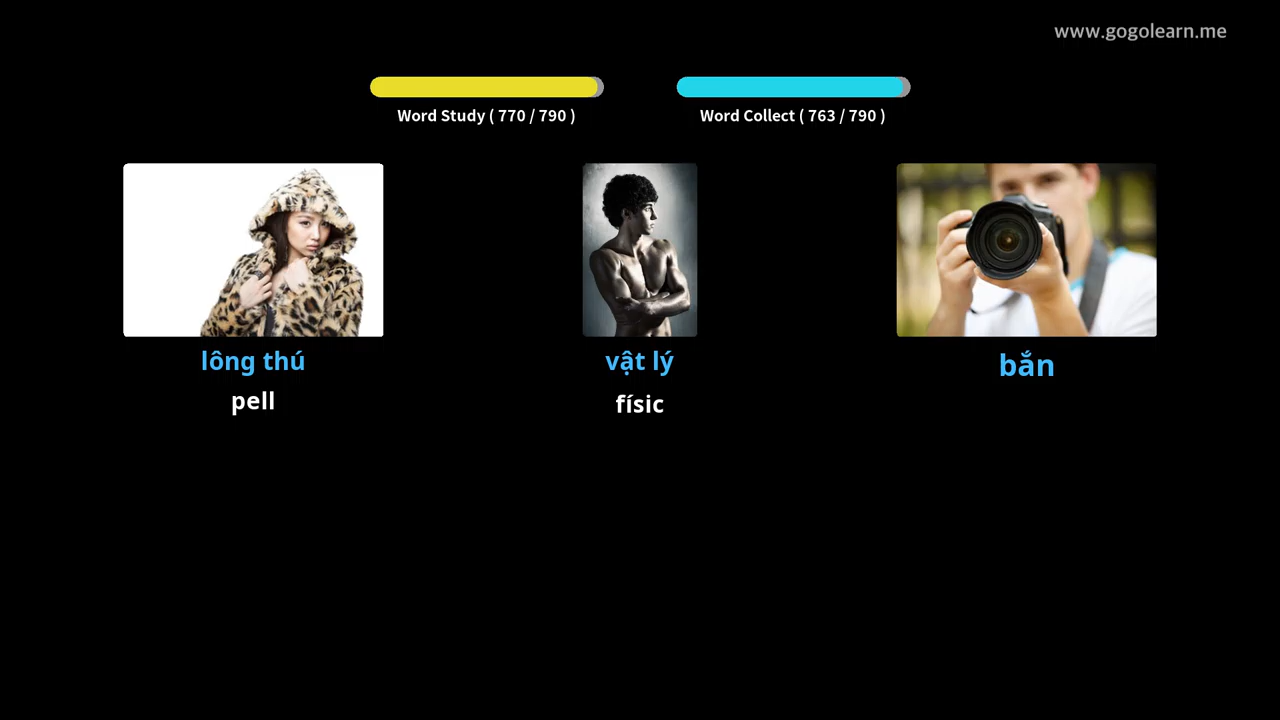 www.gogolearn.me
Word Study ( 770 / 790 )
Word Collect ( 763 / 790 )
lông thú
vật lý
bắn
pell
físic